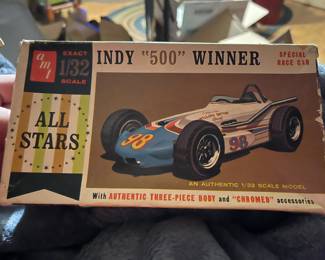 amt
EXACT
1/32
SCALE
INDY "500" WINNER
SPECIAL
RACE CAR
ALL
STARS
98
98
AN AUTHENTIC 1/32 SCALE MODEL
With AUTHENTIC THREE-PIECE BODY and "CHROMED" accessories